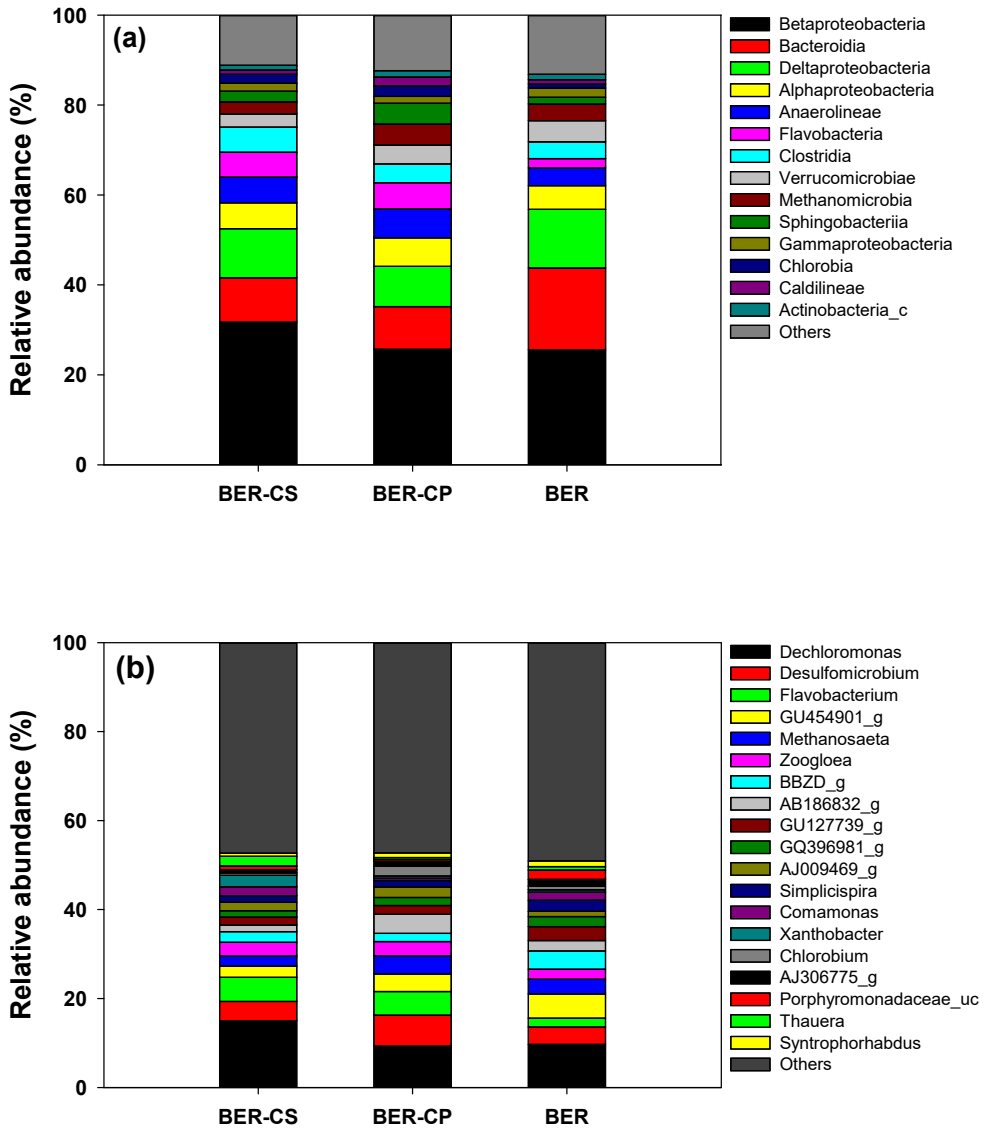 (a)
Relative abundance (%)
100
80
60
40
20
0
BER-CS
BER-CP
BER
Betaproteobacteria
Bacteroidia
Deltaproteobacteria
Alphaproteobacteria
Anaerolineae
Flavobacteria
Clostridia
Verrucomicrobiae
Methanomicrobia
Sphingobacteriia
Gammaproteobacteria
Chlorobia
Caldilineae
Actinobacteria_c
Others
(b)
Relative abundance (%)
100
80
60
40
20
0
BER-CS
BER-CP
BER
Dechloromonas
Desulfomicrobium
Flavobacterium
GU454901_g
Methanosaeta
Zoogloea
BBZD_g
AB186832_g
GU127739_g
GQ396981_g
AJ009469_g
Simplicispira
Comamonas
Xanthobacter
Chlorobium
AJ306775_g
Porphyromonadaceae_uc
Thauera
Syntrophorhabdus
Others